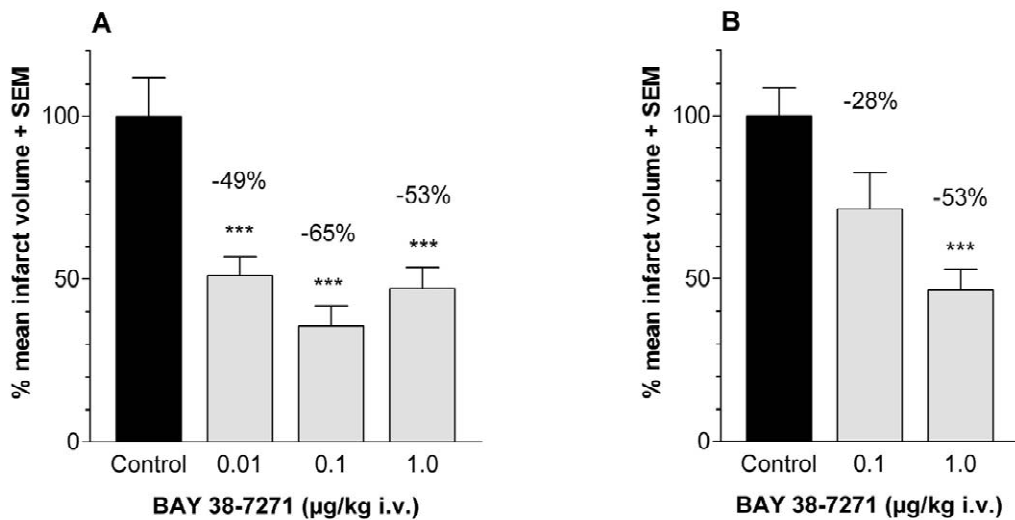 A
% mean infarct volume + SEM
100
50
0
-49%
***
-65%
***
-53%
***
Control 0.01 0.1 1.0
BAY 38-7271 (µg/kg i.v.)
B
% mean infarct volume + SEM
100
50
0
-28%
-53%
***
Control 0.1 1.0
BAY 38-7271 (µg/kg i.v.)